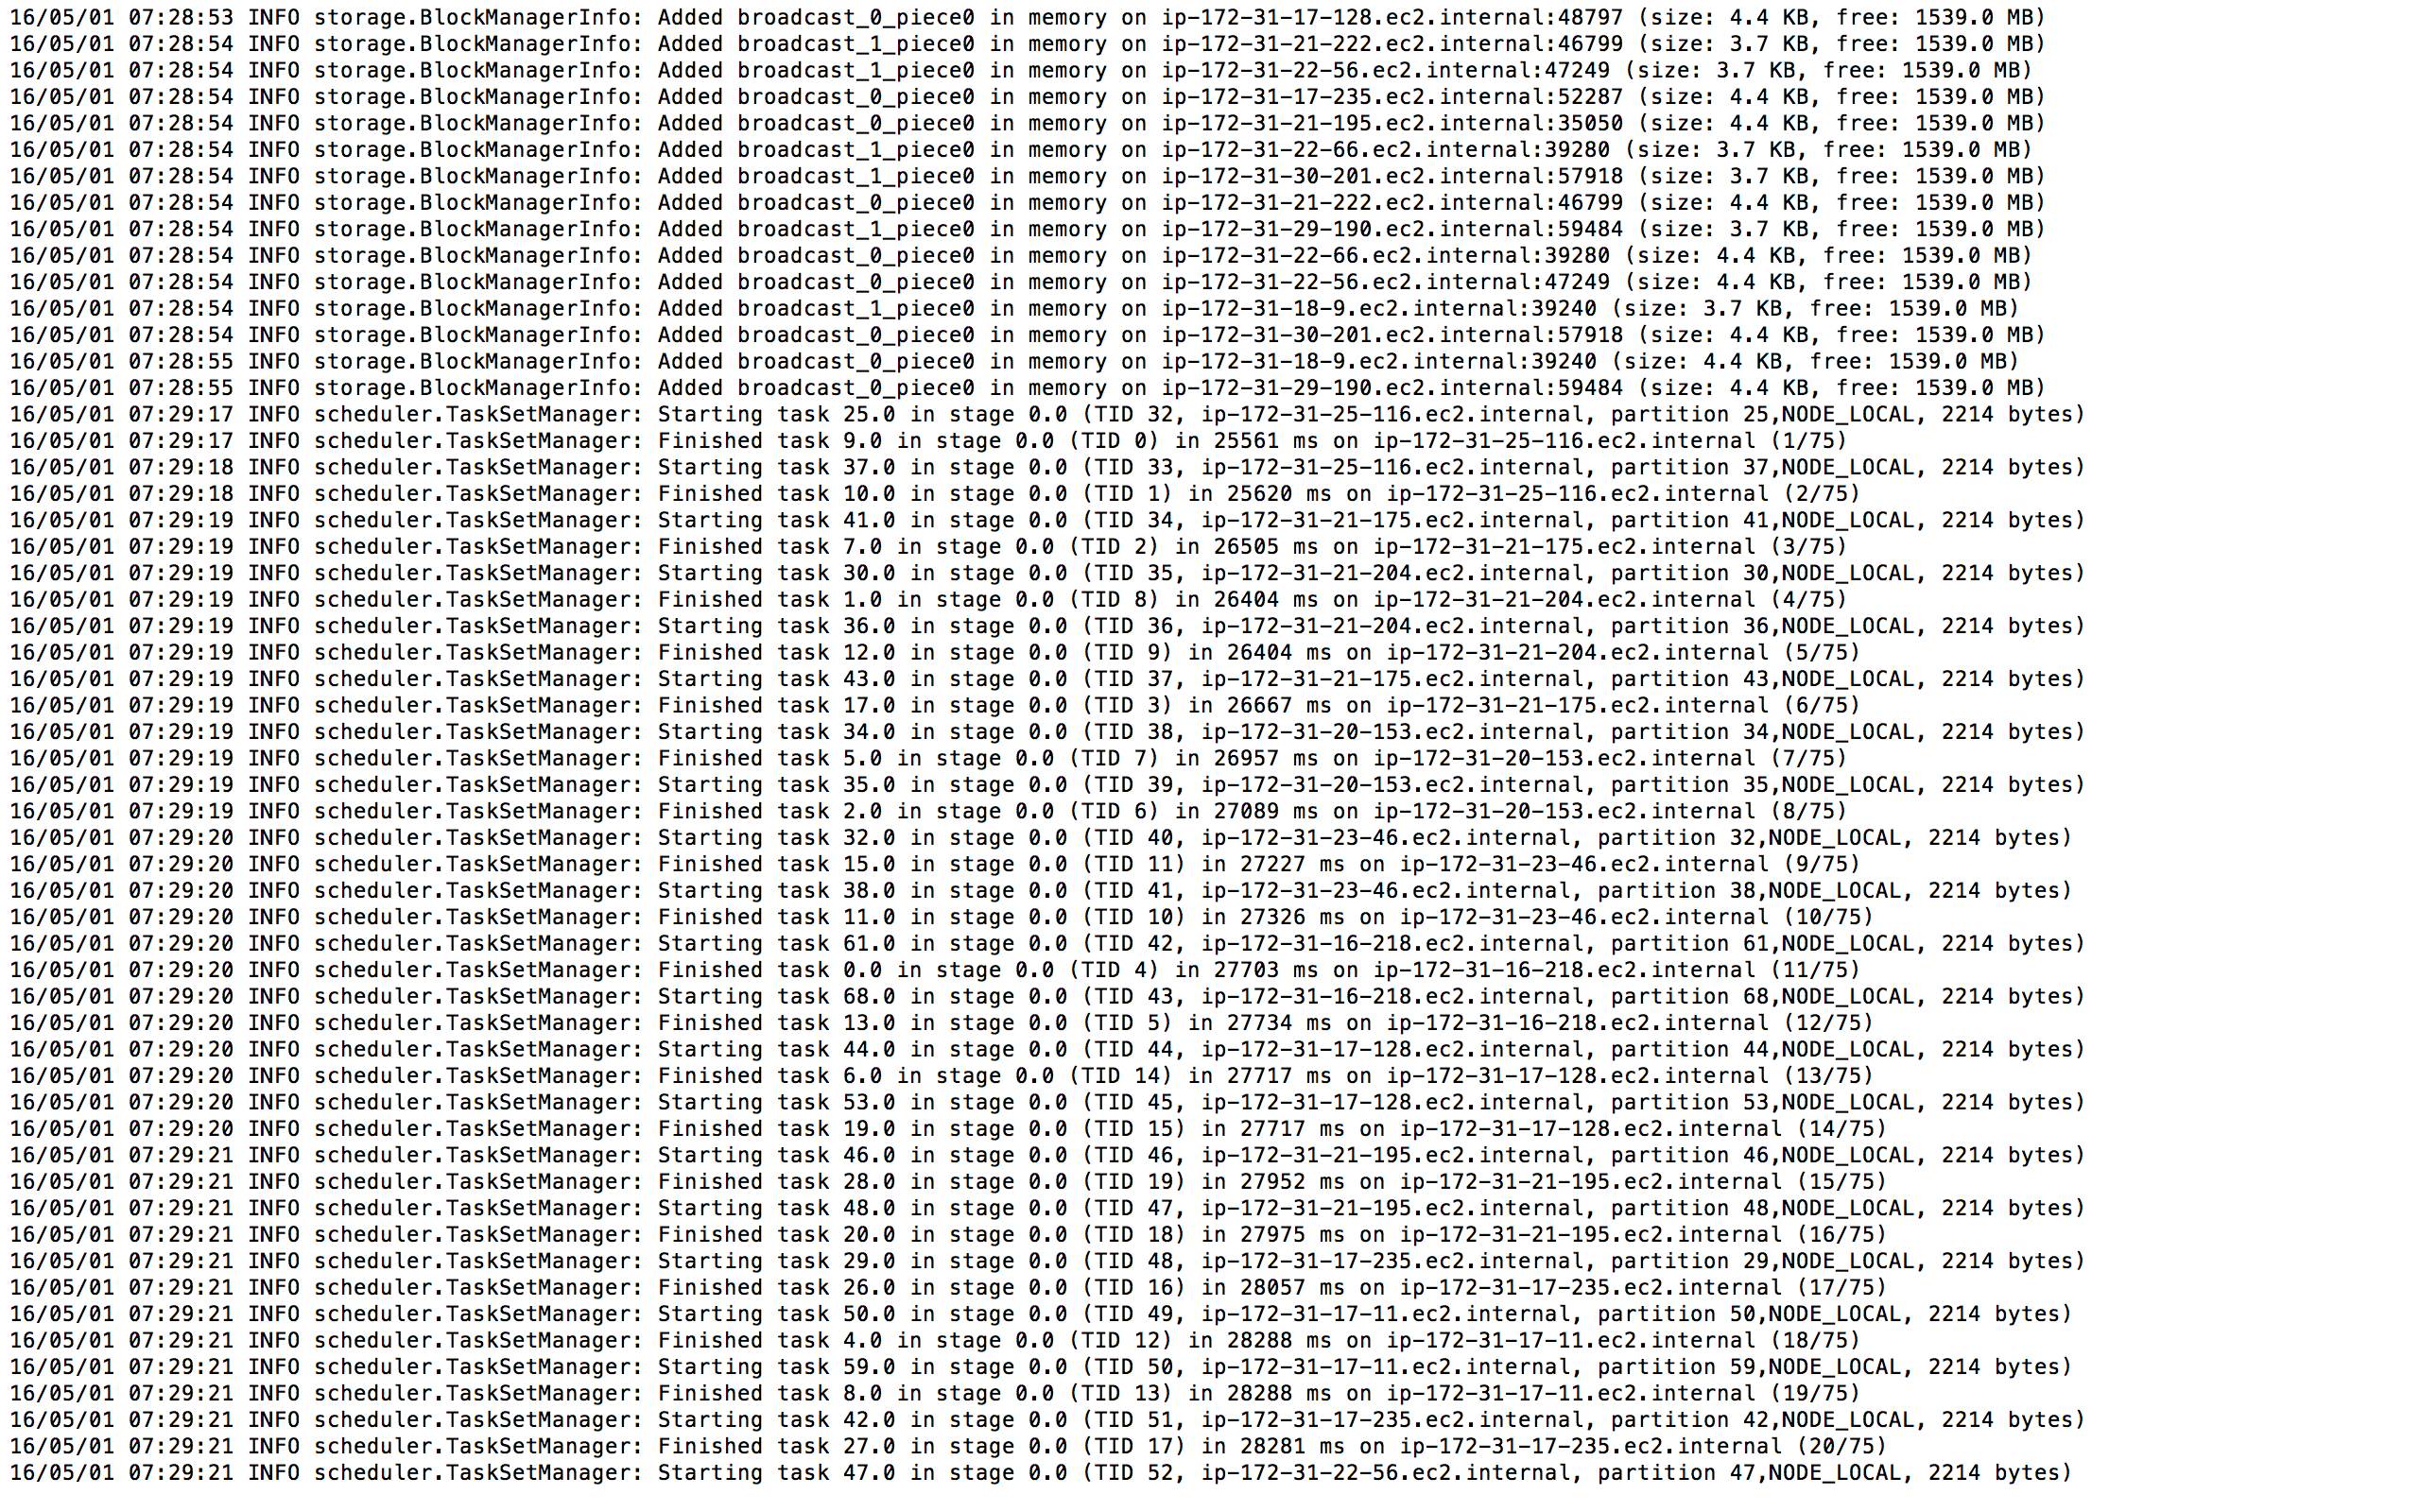 16/05/01 07:28:53 INFO storage.BlockManagerInfo: Added broadcast_0_piece0 in memory on ip-172-31-17-128.ec2.internal:48797 (size: 4.4 KB, free: 1539.0 MB)
16/05/01 07:28:54 INFO storage.BlockManagerInfo: Added broadcast_1_piece0 in memory on ip-172-31-21-222.ec2.internal:46799 (size: 3.7 KB, free: 1539.0 MB)
16/05/01 07:28:54 INFO storage.BlockManagerInfo: Added broadcast_1_piece0 in memory on ip-172-31-22-56.ec2.internal:47249 (size: 3.7 KB, free: 1539.0 MB)
16/05/01 07:28:54 INFO storage.BlockManagerInfo: Added broadcast_0_piece0 in memory on ip-172-31-17-235.ec2.internal:52287 (size: 4.4 KB, free: 1539.0 MB)
16/05/01 07:28:54 INFO storage.BlockManagerInfo: Added broadcast_0_piece0 in memory on ip-172-31-21-195.ec2.internal:35050 (size: 4.4 KB, free: 1539.0 MB)
16/05/01 07:28:54 INFO storage.BlockManagerInfo: Added broadcast_1_piece0 in memory on ip-172-31-22-66.ec2.internal:39280 (size: 3.7 KB, free: 1539.0 MB)
16/05/01 07:28:54 INFO storage.BlockManagerInfo: Added broadcast_1_piece0 in memory on ip-172-31-30-201.ec2.internal:57918 (size: 3.7 KB, free: 1539.0 MB)
16/05/01 07:28:54 INFO storage.BlockManagerInfo: Added broadcast_0_piece0 in memory on ip-172-31-21-222.ec2.internal:46799 (size: 4.4 KB, free: 1539.0 MB)
16/05/01 07:28:54 INFO storage.BlockManagerInfo: Added broadcast_1_piece0 in memory on ip-172-31-29-190.ec2.internal:59484 (size: 3.7 KB, free: 1539.0 MB)
16/05/01 07:28:54 INFO storage.BlockManagerInfo: Added broadcast_0_piece0 in memory on ip-172-31-22-66.ec2.internal:39280 (size: 4.4 KB, free: 1539.0 MB)
16/05/01 07:28:54 INFO storage.BlockManagerInfo: Added broadcast_0_piece0 in memory on ip-172-31-22-56.ec2.internal:47249 (size: 4.4 KB, free: 1539.0 MB)
16/05/01 07:28:54 INFO storage.BlockManagerInfo: Added broadcast_1_piece0 in memory on ip-172-31-18-9.ec2.internal:39240 (size: 3.7 KB, free: 1539.0 MB)
16/05/01 07:28:54 INFO storage.BlockManagerInfo: Added broadcast_0_piece0 in memory on ip-172-31-30-201.ec2.internal:57918 (size: 4.4 KB, free: 1539.0 MB)
16/05/01 07:28:55 INFO storage.BlockManagerInfo: Added broadcast_0_piece0 in memory on ip-172-31-18-9.ec2.internal:39240 (size: 4.4 KB, free: 1539.0 MB)
16/05/01 07:28:55 INFO storage.BlockManagerInfo: Added broadcast_0_piece0 in memory on ip-172-31-29-190.ec2.internal:59484 (size: 4.4 KB, free: 1539.0 MB)
16/05/01 07:29:17 INFO scheduler.TaskSetManager: Starting task 25.0 in stage 0.0 (TID 32, ip-172-31-25-116.ec2.internal, partition 25,NODE_LOCAL, 2214 bytes)
16/05/01 07:29:17 INFO scheduler.TaskSetManager: Finished task 9.0 in stage 0.0 (TID 0) in 25561 ms on ip-172-31-25-116.ec2.internal (1/75)
16/05/01 07:29:18 INFO scheduler.TaskSetManager: Starting task 37.0 in stage 0.0 (TID 33, ip-172-31-25-116.ec2.internal, partition 37,NODE_LOCAL, 2214 bytes)
16/05/01 07:29:18 INFO scheduler.TaskSetManager: Finished task 10.0 in stage 0.0 (TID 1) in 25620 ms on ip-172-31-25-116.ec2.internal (2/75)
16/05/01 07:29:19 INFO scheduler.TaskSetManager: Starting task 41.0 in stage 0.0 (TID 34, ip-172-31-21-175.ec2.internal, partition 41,NODE_LOCAL, 2214 bytes)
16/05/01 07:29:19 INFO scheduler.TaskSetManager: Finished task 7.0 in stage 0.0 (TID 2) in 26505 ms on ip-172-31-21-175.ec2.internal (3/75)
16/05/01 07:29:19 INFO scheduler.TaskSetManager: Starting task 30.0 in stage 0.0 (TID 35, ip-172-31-21-204.ec2.internal, partition 30,NODE_LOCAL, 2214 bytes)
16/05/01 07:29:19 INFO scheduler.TaskSetManager: Finished task 1.0 in stage 0.0 (TID 8) in 26404 ms on ip-172-31-21-204.ec2.internal (4/75)
16/05/01 07:29:19 INFO scheduler.TaskSetManager: Starting task 36.0 in stage 0.0 (TID 36, ip-172-31-21-204.ec2.internal, partition 36,NODE_LOCAL, 2214 bytes)
16/05/01 07:29:19 INFO scheduler.TaskSetManager: Finished task 12.0 in stage 0.0 (TID 9) in 26404 ms on ip-172-31-21-204.ec2.internal (5/75)
16/05/01 07:29:19 INFO scheduler.TaskSetManager: Starting task 43.0 in stage 0.0 (TID 37, ip-172-31-21-175.ec2.internal, partition 43,NODE_LOCAL, 2214 bytes)
16/05/01 07:29:19 INFO scheduler.TaskSetManager: Finished task 17.0 in stage 0.0 (TID 3) in 26667 ms on ip-172-31-21-175.ec2.internal (6/75)
16/05/01 07:29:19 INFO scheduler.TaskSetManager: Starting task 34.0 in stage 0.0 (TID 38, ip-172-31-20-153.ec2.internal, partition 34,NODE_LOCAL, 2214 bytes)
16/05/01 07:29:19 INFO scheduler.TaskSetManager: Finished task 5.0 in stage 0.0 (TID 7) in 26957 ms on ip-172-31-20-153.ec2.internal (7/75)
16/05/01 07:29:19 INFO scheduler.TaskSetManager: Starting task 35.0 in stage 0.0 (TID 39, ip-172-31-20-153.ec2.internal, partition 35,NODE_LOCAL, 2214 bytes)
16/05/01 07:29:19 INFO scheduler.TaskSetManager: Finished task 2.0 in stage 0.0 (TID 6) in 27089 ms on ip-172-31-20-153.ec2.internal (8/75)
16/05/01 07:29:20 INFO scheduler.TaskSetManager: Starting task 32.0 in stage 0.0 (TID 40, ip-172-31-23-46.ec2.internal, partition 32,NODE_LOCAL, 2214 bytes)
16/05/01 07:29:20 INFO scheduler.TaskSetManager: Finished task 15.0 in stage 0.0 (TID 11) in 27227 ms on ip-172-31-23-46.ec2.internal (9/75)
16/05/01 07:29:20 INFO scheduler.TaskSetManager: Starting task 38.0 in stage 0.0 (TID 41, ip-172-31-23-46.ec2.internal, partition 38,NODE_LOCAL, 2214 bytes)
16/05/01 07:29:20 INFO scheduler.TaskSetManager: Finished task 11.0 in stage 0.0 (TID 10) in 27326 ms on ip-172-31-23-46.ec2.internal (10/75)
16/05/01 07:29:20 INFO scheduler.TaskSetManager: Starting task 61.0 in stage 0.0 (TID 42, ip-172-31-16-218.ec2.internal, partition 61,NODE_LOCAL, 2214 bytes)
16/05/01 07:29:20 INFO scheduler.TaskSetManager: Finished task 0.0 in stage 0.0 (TID 4) in 27703 ms on ip-172-31-16-218.ec2.internal (11/75)
16/05/01 07:29:20 INFO scheduler.TaskSetManager: Starting task 68.0 in stage 0.0 (TID 43, ip-172-31-16-218.ec2.internal, partition 68,NODE_LOCAL, 2214 bytes)
16/05/01 07:29:20 INFO scheduler.TaskSetManager: Finished task 13.0 in stage 0.0 (TID 5) in 27734 ms on ip-172-31-16-218.ec2.internal (12/75)
16/05/01 07:29:20 INFO scheduler.TaskSetManager: Starting task 44.0 in stage 0.0 (TID 44, ip-172-31-17-128.ec2.internal, partition 44,NODE_LOCAL, 2214 bytes)
16/05/01 07:29:20 INFO scheduler.TaskSetManager: Finished task 6.0 in stage 0.0 (TID 14) in 27717 ms on ip-172-31-17-128.ec2.internal (13/75)
16/05/01 07:29:20 INFO scheduler.TaskSetManager: Starting task 53.0 in stage 0.0 (TID 45, ip-172-31-17-128.ec2.internal, partition 53,NODE_LOCAL, 2214 bytes)
16/05/01 07:29:20 INFO scheduler.TaskSetManager: Finished task 19.0 in stage 0.0 (TID 15) in 27717 ms on ip-172-31-17-128.ec2.internal (14/75)
16/05/01 07:29:21 INFO scheduler.TaskSetManager: Starting task 46.0 in stage 0.0 (TID 46, ip-172-31-21-195.ec2.internal, partition 46,NODE_LOCAL, 2214 bytes)
16/05/01 07:29:21 INFO scheduler.TaskSetManager: Finished task 28.0 in stage 0.0 (TID 19) in 27952 ms on ip-172-31-21-195.ec2.internal (15/75)
16/05/01 07:29:21 INFO scheduler.TaskSetManager: Starting task 48.0 in stage 0.0 (TID 47, ip-172-31-21-195.ec2.internal, partition 48,NODE_LOCAL, 2214 bytes)
16/05/01 07:29:21 INFO scheduler.TaskSetManager: Finished task 20.0 in stage 0.0 (TID 18) in 27975 ms on ip-172-31-21-195.ec2.internal (16/75)
16/05/01 07:29:21 INFO scheduler.TaskSetManager: Starting task 29.0 in stage 0.0 (TID 48, ip-172-31-17-235.ec2.internal, partition 29,NODE_LOCAL, 2214 bytes)
16/05/01 07:29:21 INFO scheduler.TaskSetManager: Finished task 26.0 in stage 0.0 (TID 16) in 28057 ms on ip-172-31-17-235.ec2.internal (17/75)
16/05/01 07:29:21 INFO scheduler.TaskSetManager: Starting task 50.0 in stage 0.0 (TID 49, ip-172-31-17-11.ec2.internal, partition 50,NODE_LOCAL, 2214 bytes)
16/05/01 07:29:21 INFO scheduler.TaskSetManager: Finished task 4.0 in stage 0.0 (TID 12) in 28288 ms on ip-172-31-17-11.ec2.internal (18/75)
16/05/01 07:29:21 INFO scheduler.TaskSetManager: Starting task 59.0 in stage 0.0 (TID 50, ip-172-31-17-11.ec2.internal, partition 59,NODE_LOCAL, 2214 bytes)
16/05/01 07:29:21 INFO scheduler.TaskSetManager: Finished task 8.0 in stage 0.0 (TID 13) in 28288 ms on ip-172-31-17-11.ec2.internal (19/75)
16/05/01 07:29:21 INFO scheduler.TaskSetManager: Starting task 42.0 in stage 0.0 (TID 51, ip-172-31-17-235.ec2.internal, partition 42,NODE_LOCAL, 2214 bytes)
16/05/01 07:29:21 INFO scheduler.TaskSetManager: Finished task 27.0 in stage 0.0 (TID 17) in 28281 ms on ip-172-31-17-235.ec2.internal (20/75)
16/05/01 07:29:21 INFO scheduler.TaskSetManager: Starting task 47.0 in stage 0.0 (TID 52, ip-172-31-22-56.ec2.internal, partition 47,NODE_LOCAL, 2214 bytes)